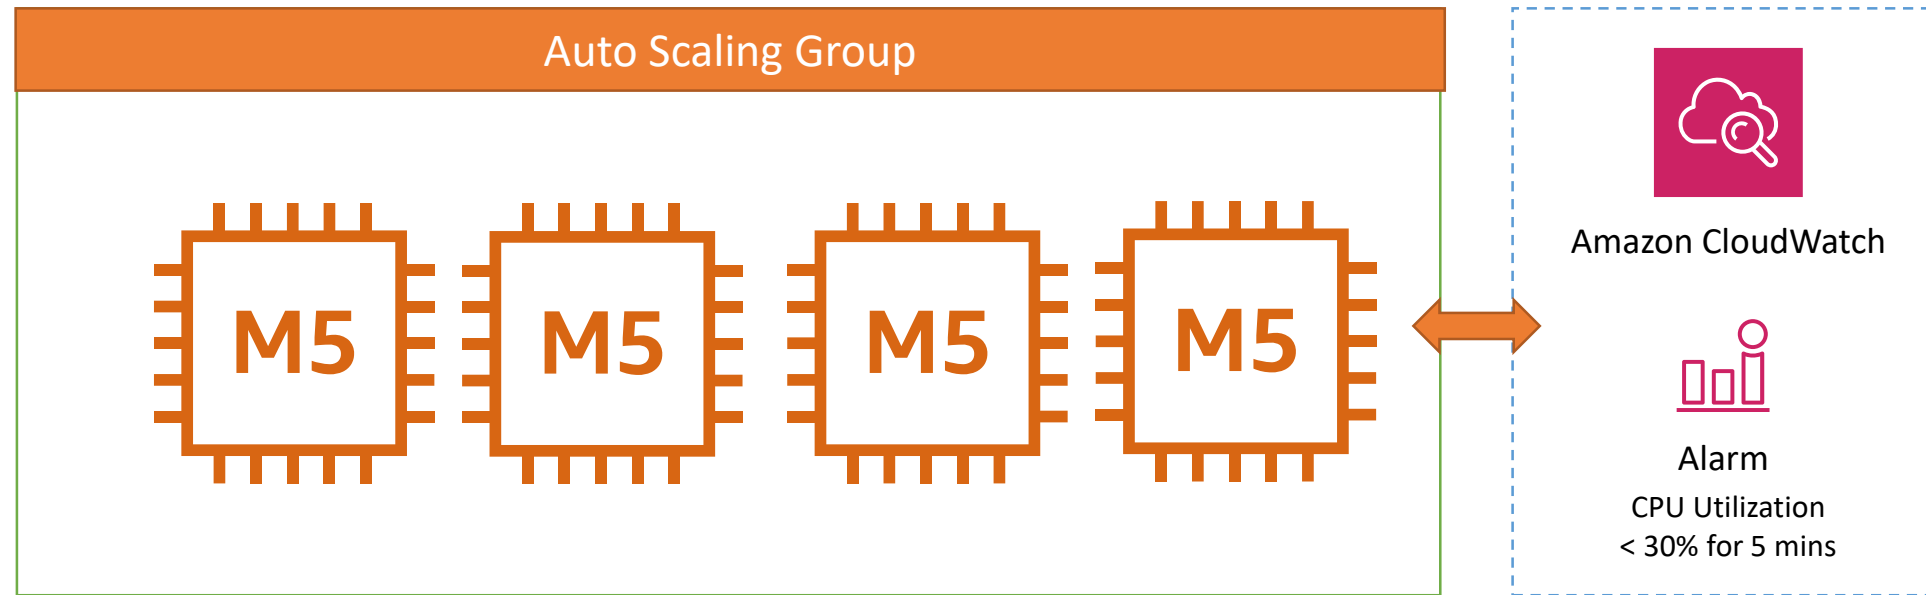 Auto Scaling Group
M5
M5
M5
M5
Amazon CloudWatch
Alarm
CPU Utilization
< 30% for 5 mins